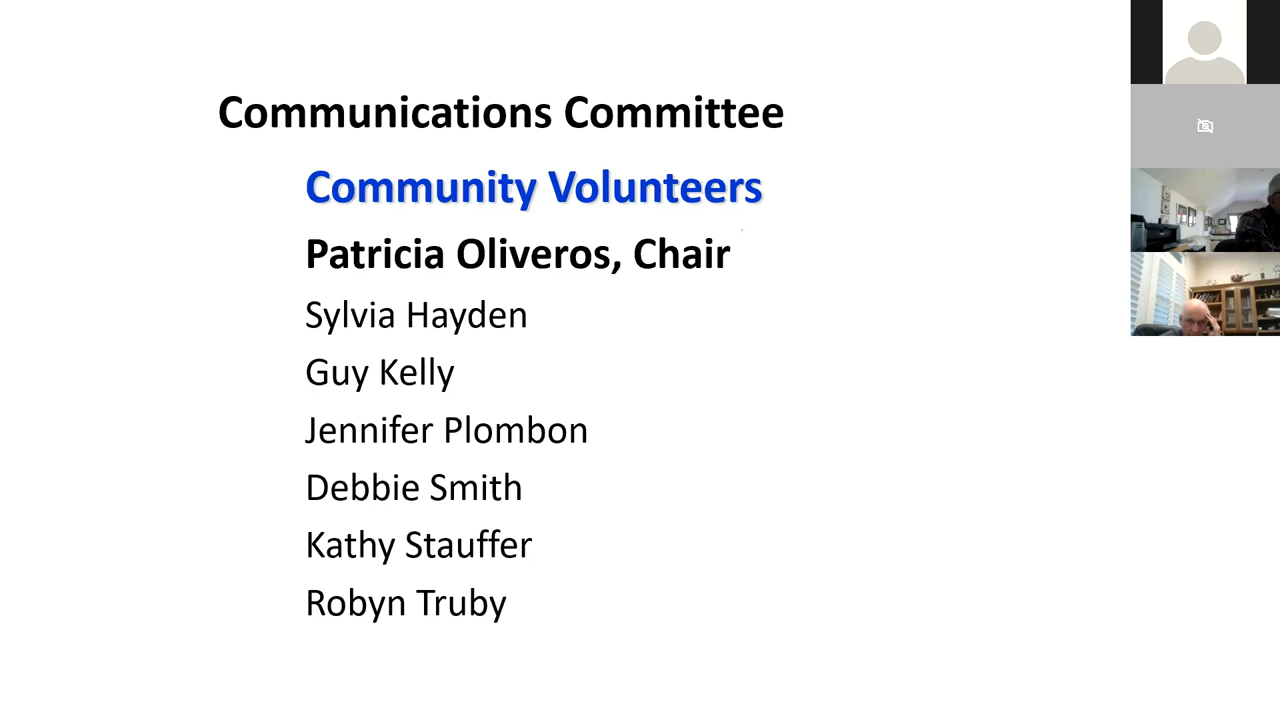 Communications Committee
Community Volunteers
Patricia Oliveros, Chair
Sylvia Hayden
Guy Kelly
Jennifer Plombon
Debbie Smith
Kathy Stauffer
Robyn Truby